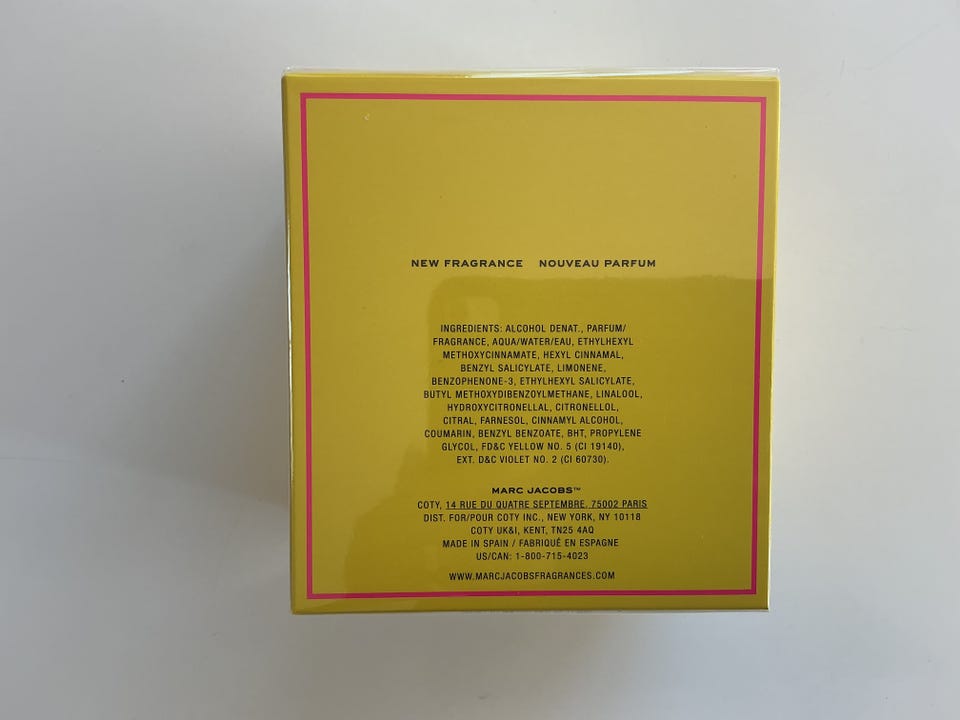 NEW FRAGRANCE NOUVEAU PARFUM
INGREDIENTS: ALCOHOL DENAT., PARFUM/
FRAGRANCE, AQUA/WATER/EAU, ETHYLHEXYL
METHOXYCINNAMATE, HEXYL CINNAMAL,
BENZYL SALICYLATE, LIMONENE,
BENZOPHENONE-3, ETHYLHEXYL SALICYLATE,
BUTYL METHOXYDIBENZOYLMETHANE, LINALOOL,
HYDROXYCITRONELLAL, CITRONELLOL,
CITRAL, FARNESOL, CINNAMYL ALCOHOL,
COUMARIN, BENZYL BENZOATE, BHT, PROPYLENE
GLYCOL, FD&C YELLOW NO. 5 (CI 19140),
EXT. D&C VIOLET NO. 2 (CI 60730).
MARC JACOBS™
COTY, 14 RUE DU QUATRE SEPTEMBRE, 75002 PARIS
DIST. FOR/POUR COTY INC., NEW YORK, NY 10118
COTY UK&I, KENT, TN25 4AQ
MADE IN SPAIN / FABRIQUÉ EN ESPAGNE
US/CAN: 1-800-715-4023
WWW.MARCJACOBSFRAGRANCES.COM